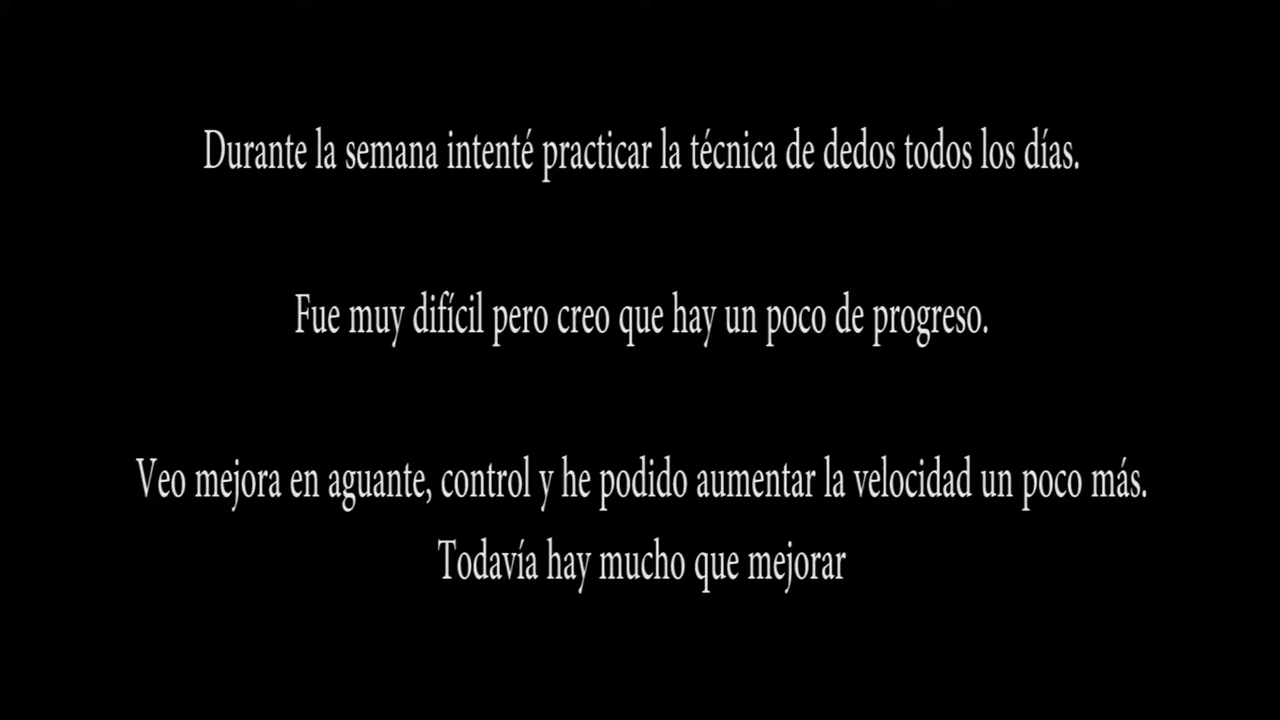 Durante la semana intenté practicar la técnica de dedos todos los días.
Fue muy difícil pero creo que hay un poco de progreso.
Veo mejora en aguante, control y he podido aumentar la velocidad un poco más.
Todavía hay mucho que mejorar